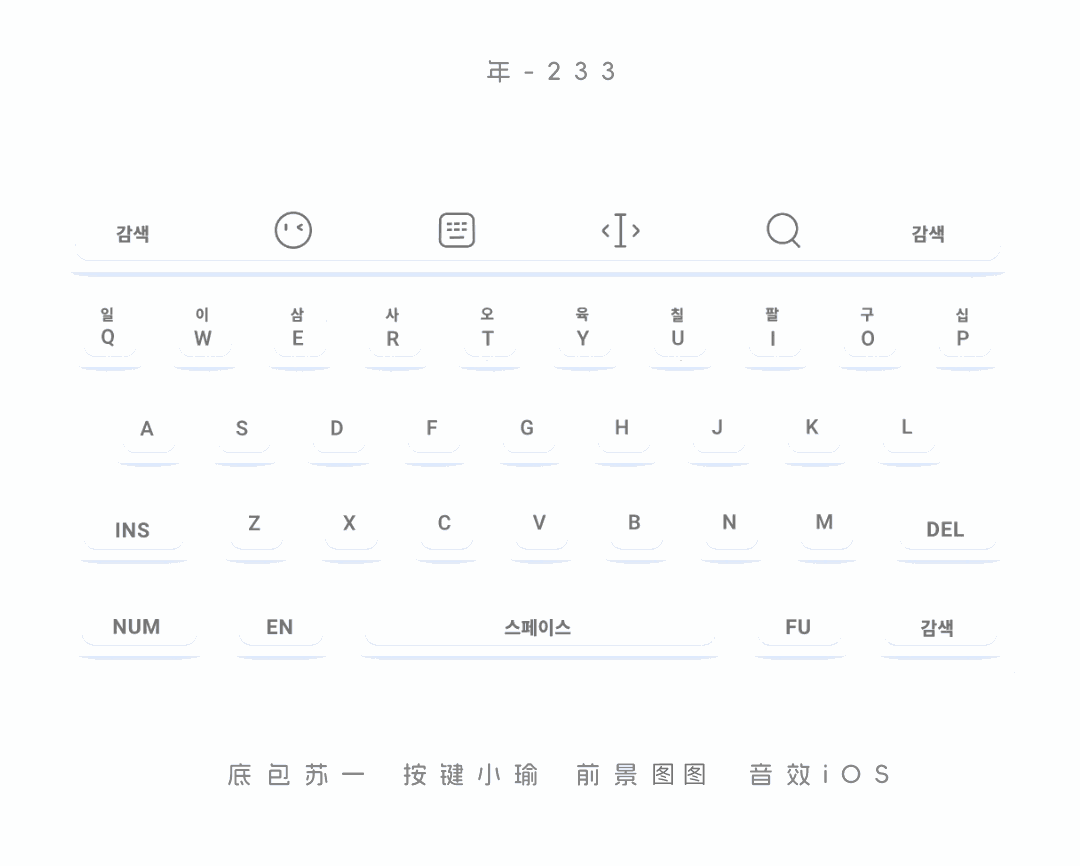 年-233
감색 감색
일 이 삼 사 오 육 칠 팔 구 십
Q W E R T Y U I O P
A S D F G H J K L
INS Z X C V B N M DEL
NUM EN 스페이스 FU 감색
底包苏一 按键小瑜 前景图图 音效iOS